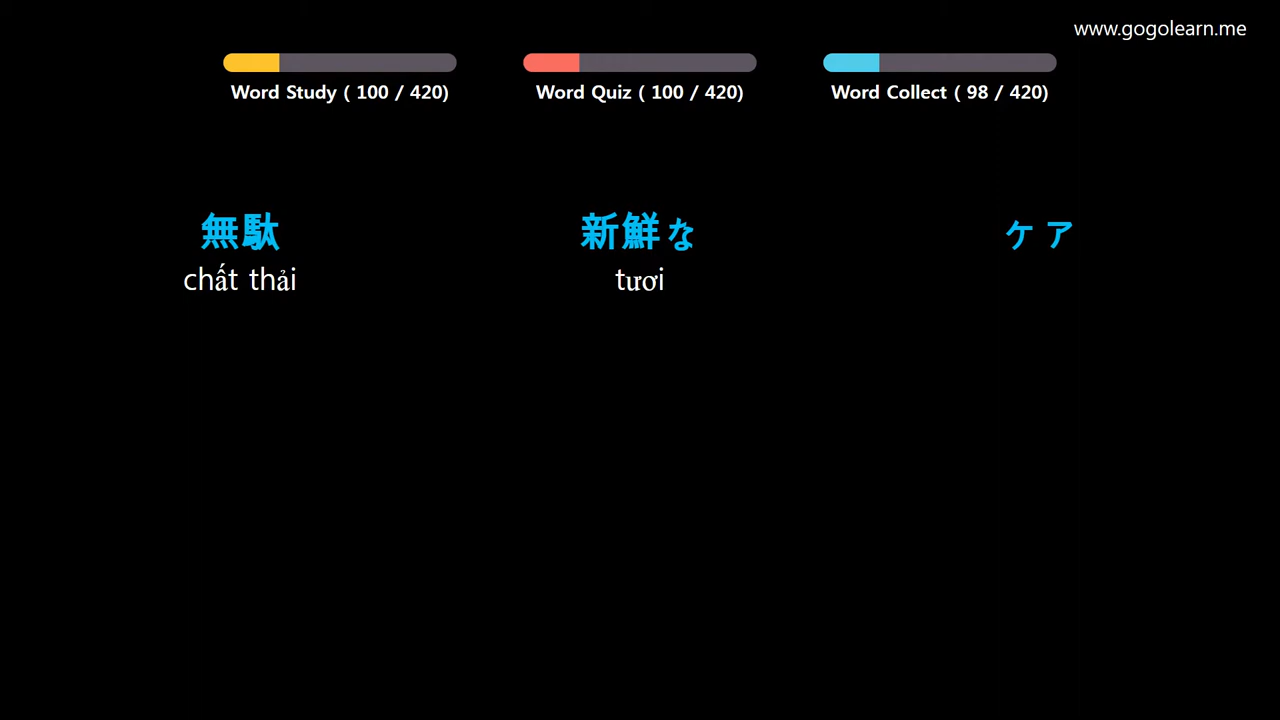 www.gogolearn.me
Word Study ( 100 / 420)
Word Quiz ( 100 / 420)
Word Collect ( 98 / 420)
無駄
chất thải
新鮮な
tươi
ケア